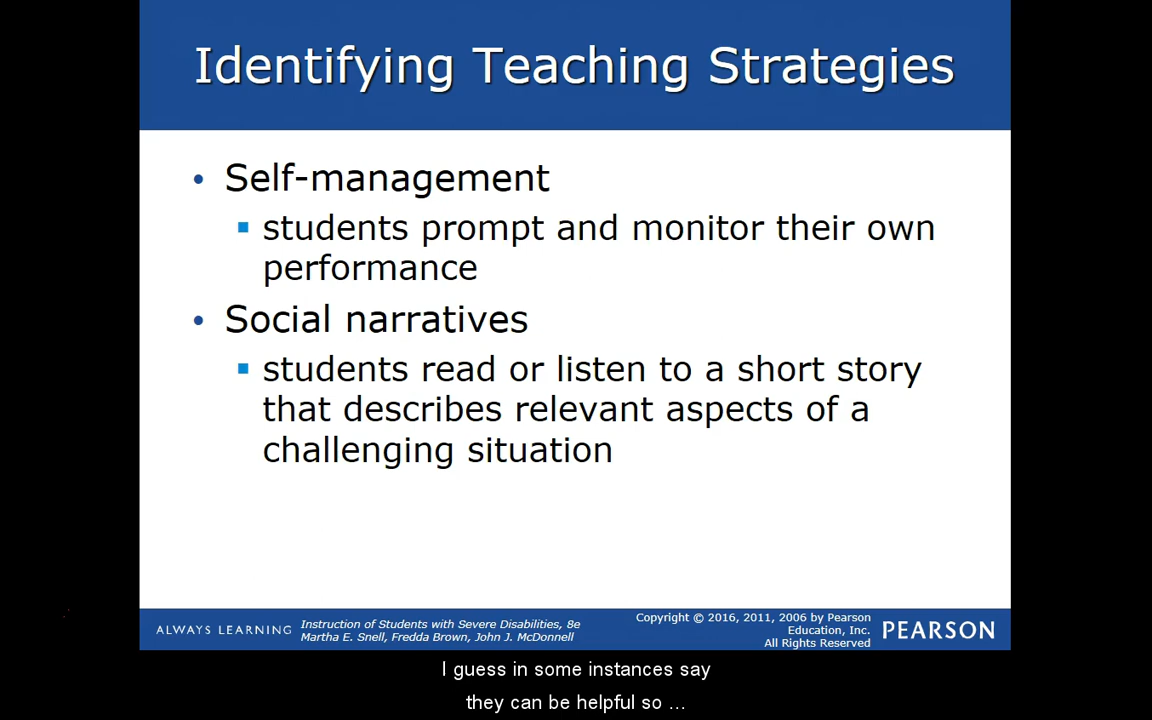 Identifying Teaching Strategies
• Self-management
▪ students prompt and monitor their own
performance
• Social narratives
▪ students read or listen to a short story
that describes relevant aspects of a
challenging situation
ALWAYS LEARNING
Instruction of Students with Severe Disabilities, 8e
Martha E. Snell, Fredda Brown, John J. McDonnell
Copyright © 2016, 2011, 2006 by Pearson
Education, Inc.
All Rights Reserved
PEARSON
I guess in some instances say
they can be helpful so ...